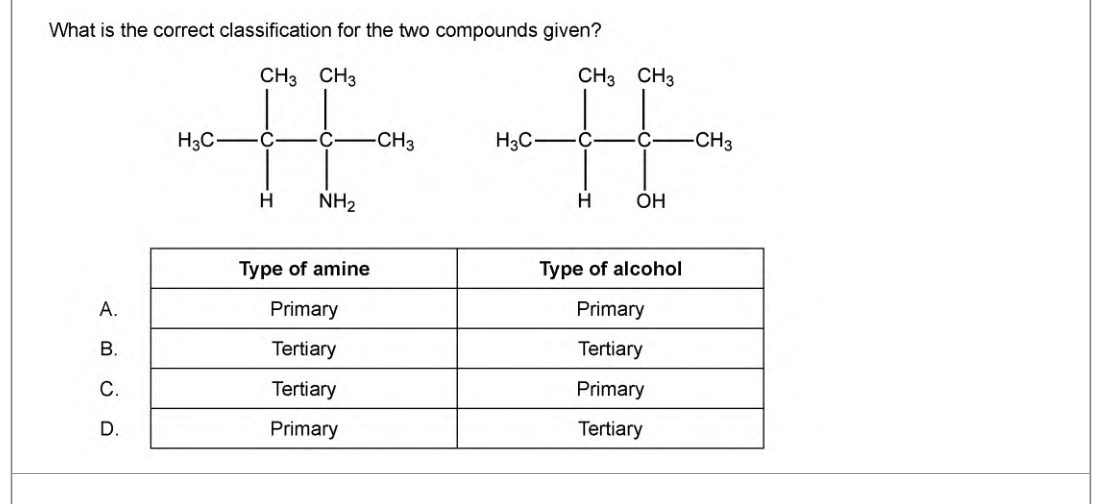 What is the correct classification for the two compounds given?
CH3 CH3 CH3 CH3
H3C C C CH3 H3C C C CH3
H NH2 H OH
Type of amine Type of alcohol
A. Primary Primary
B. Tertiary Tertiary
C. Tertiary Primary
D. Primary Tertiary